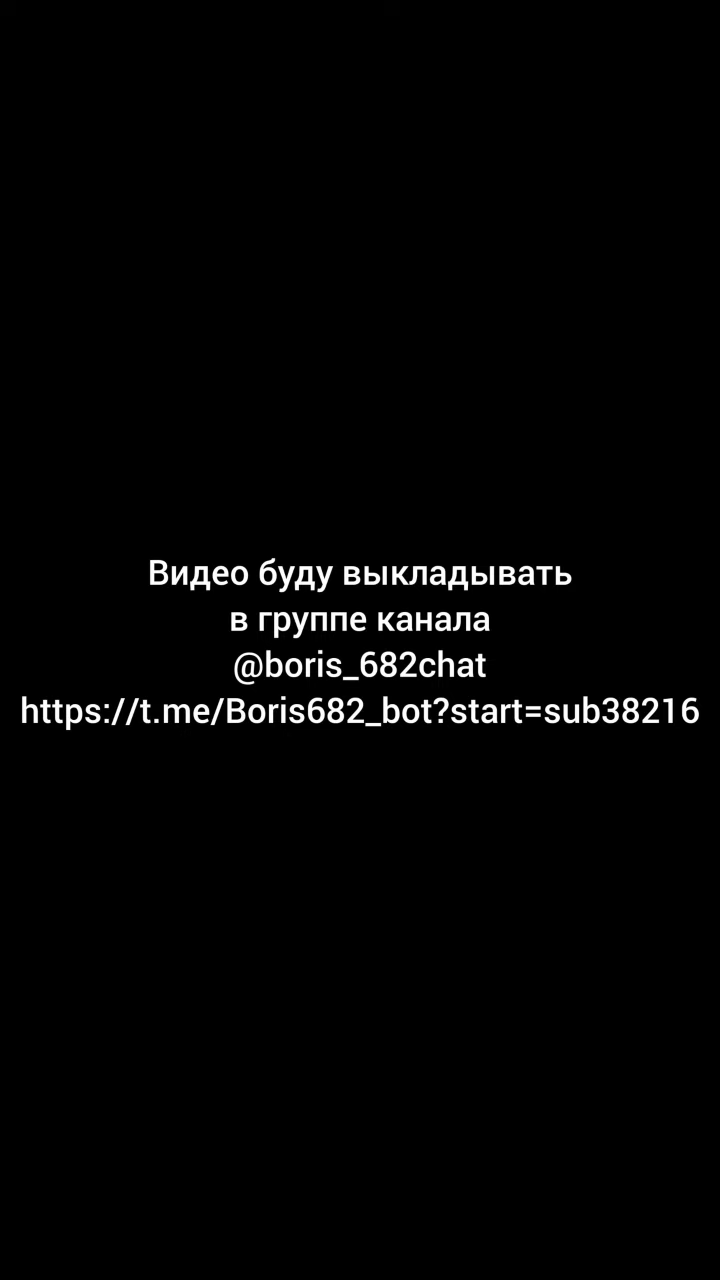 Видео буду выкладывать
в группе канала
@boris_682chat
https://t.me/Boris682_bot?start=sub38216